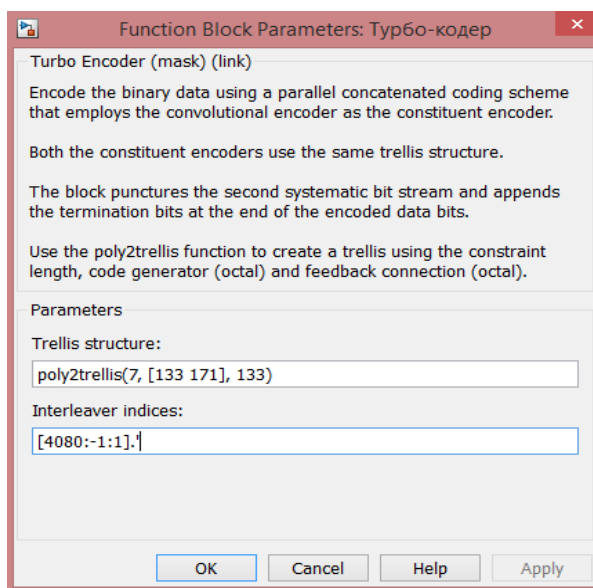 Function Block Parameters: Турбо-кодер
Turbo Encoder (mask) (link)
Encode the binary data using a parallel concatenated coding scheme
that employs the convolutional encoder as the constituent encoder.
Both the constituent encoders use the same trellis structure.
The block punctures the second systematic bit stream and appends
the termination bits at the end of the encoded data bits.
Use the poly2trellis function to create a trellis using the constraint
length, code generator (octal) and feedback connection (octal).
Parameters
Trellis structure:
poly2trellis(7, [133 171], 133)
Interleaver indices:
[4080:-1:1].'
OK Cancel Help Apply